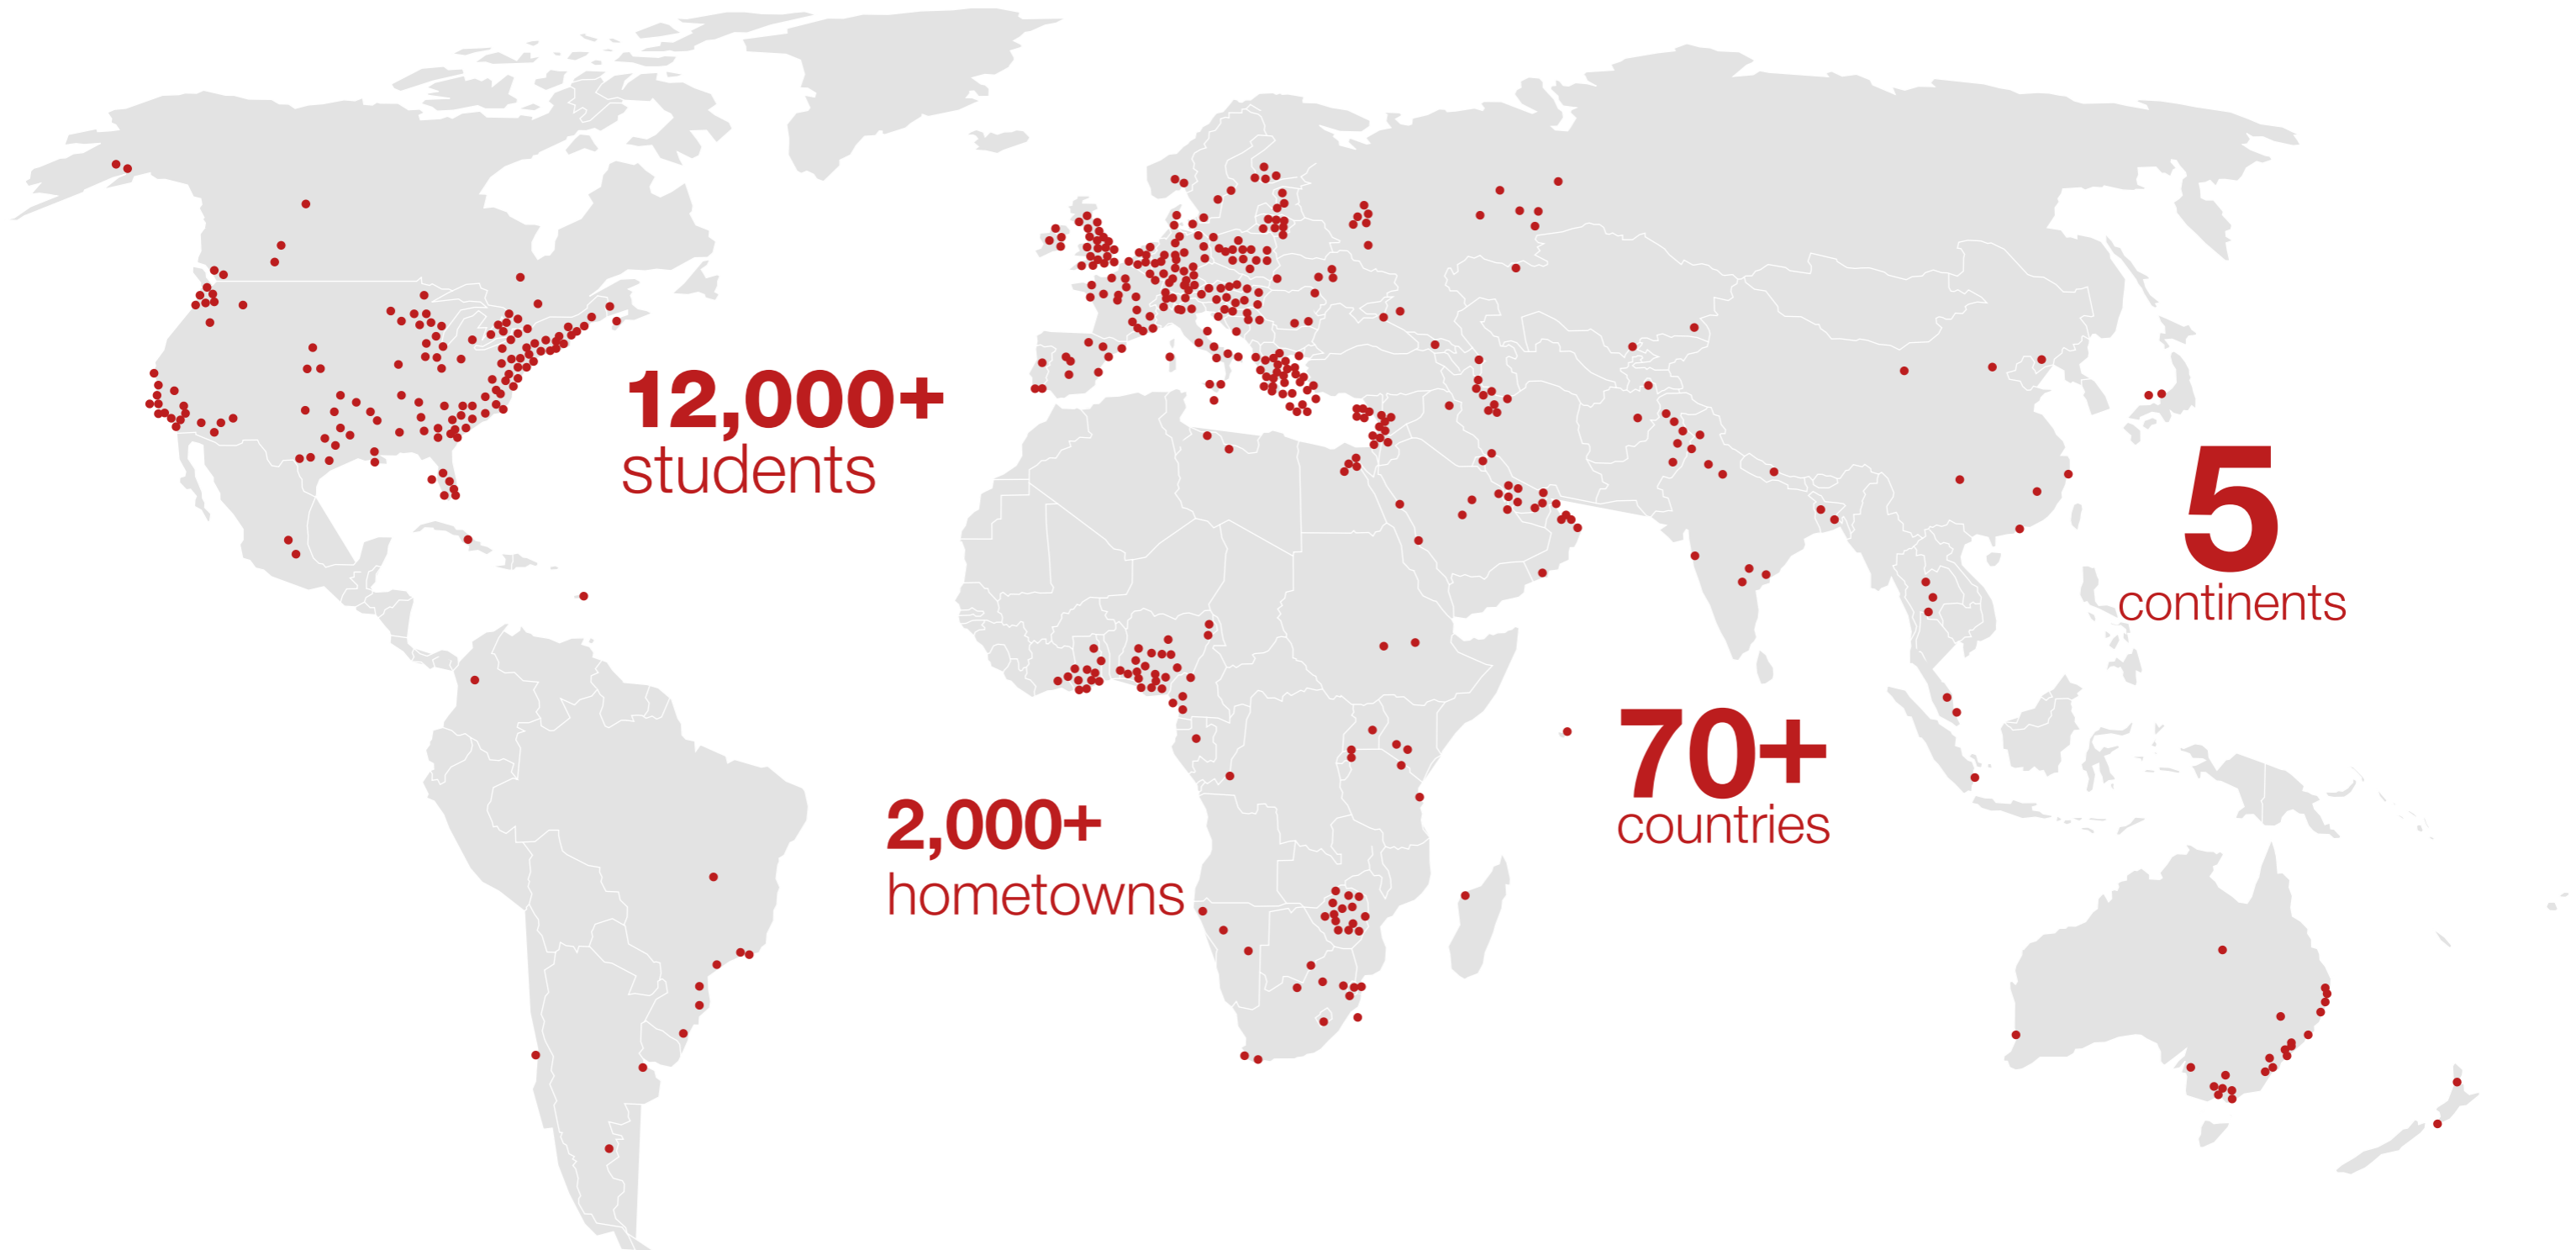 12,000+
students
5
continents
70+
countries
2,000+
hometowns